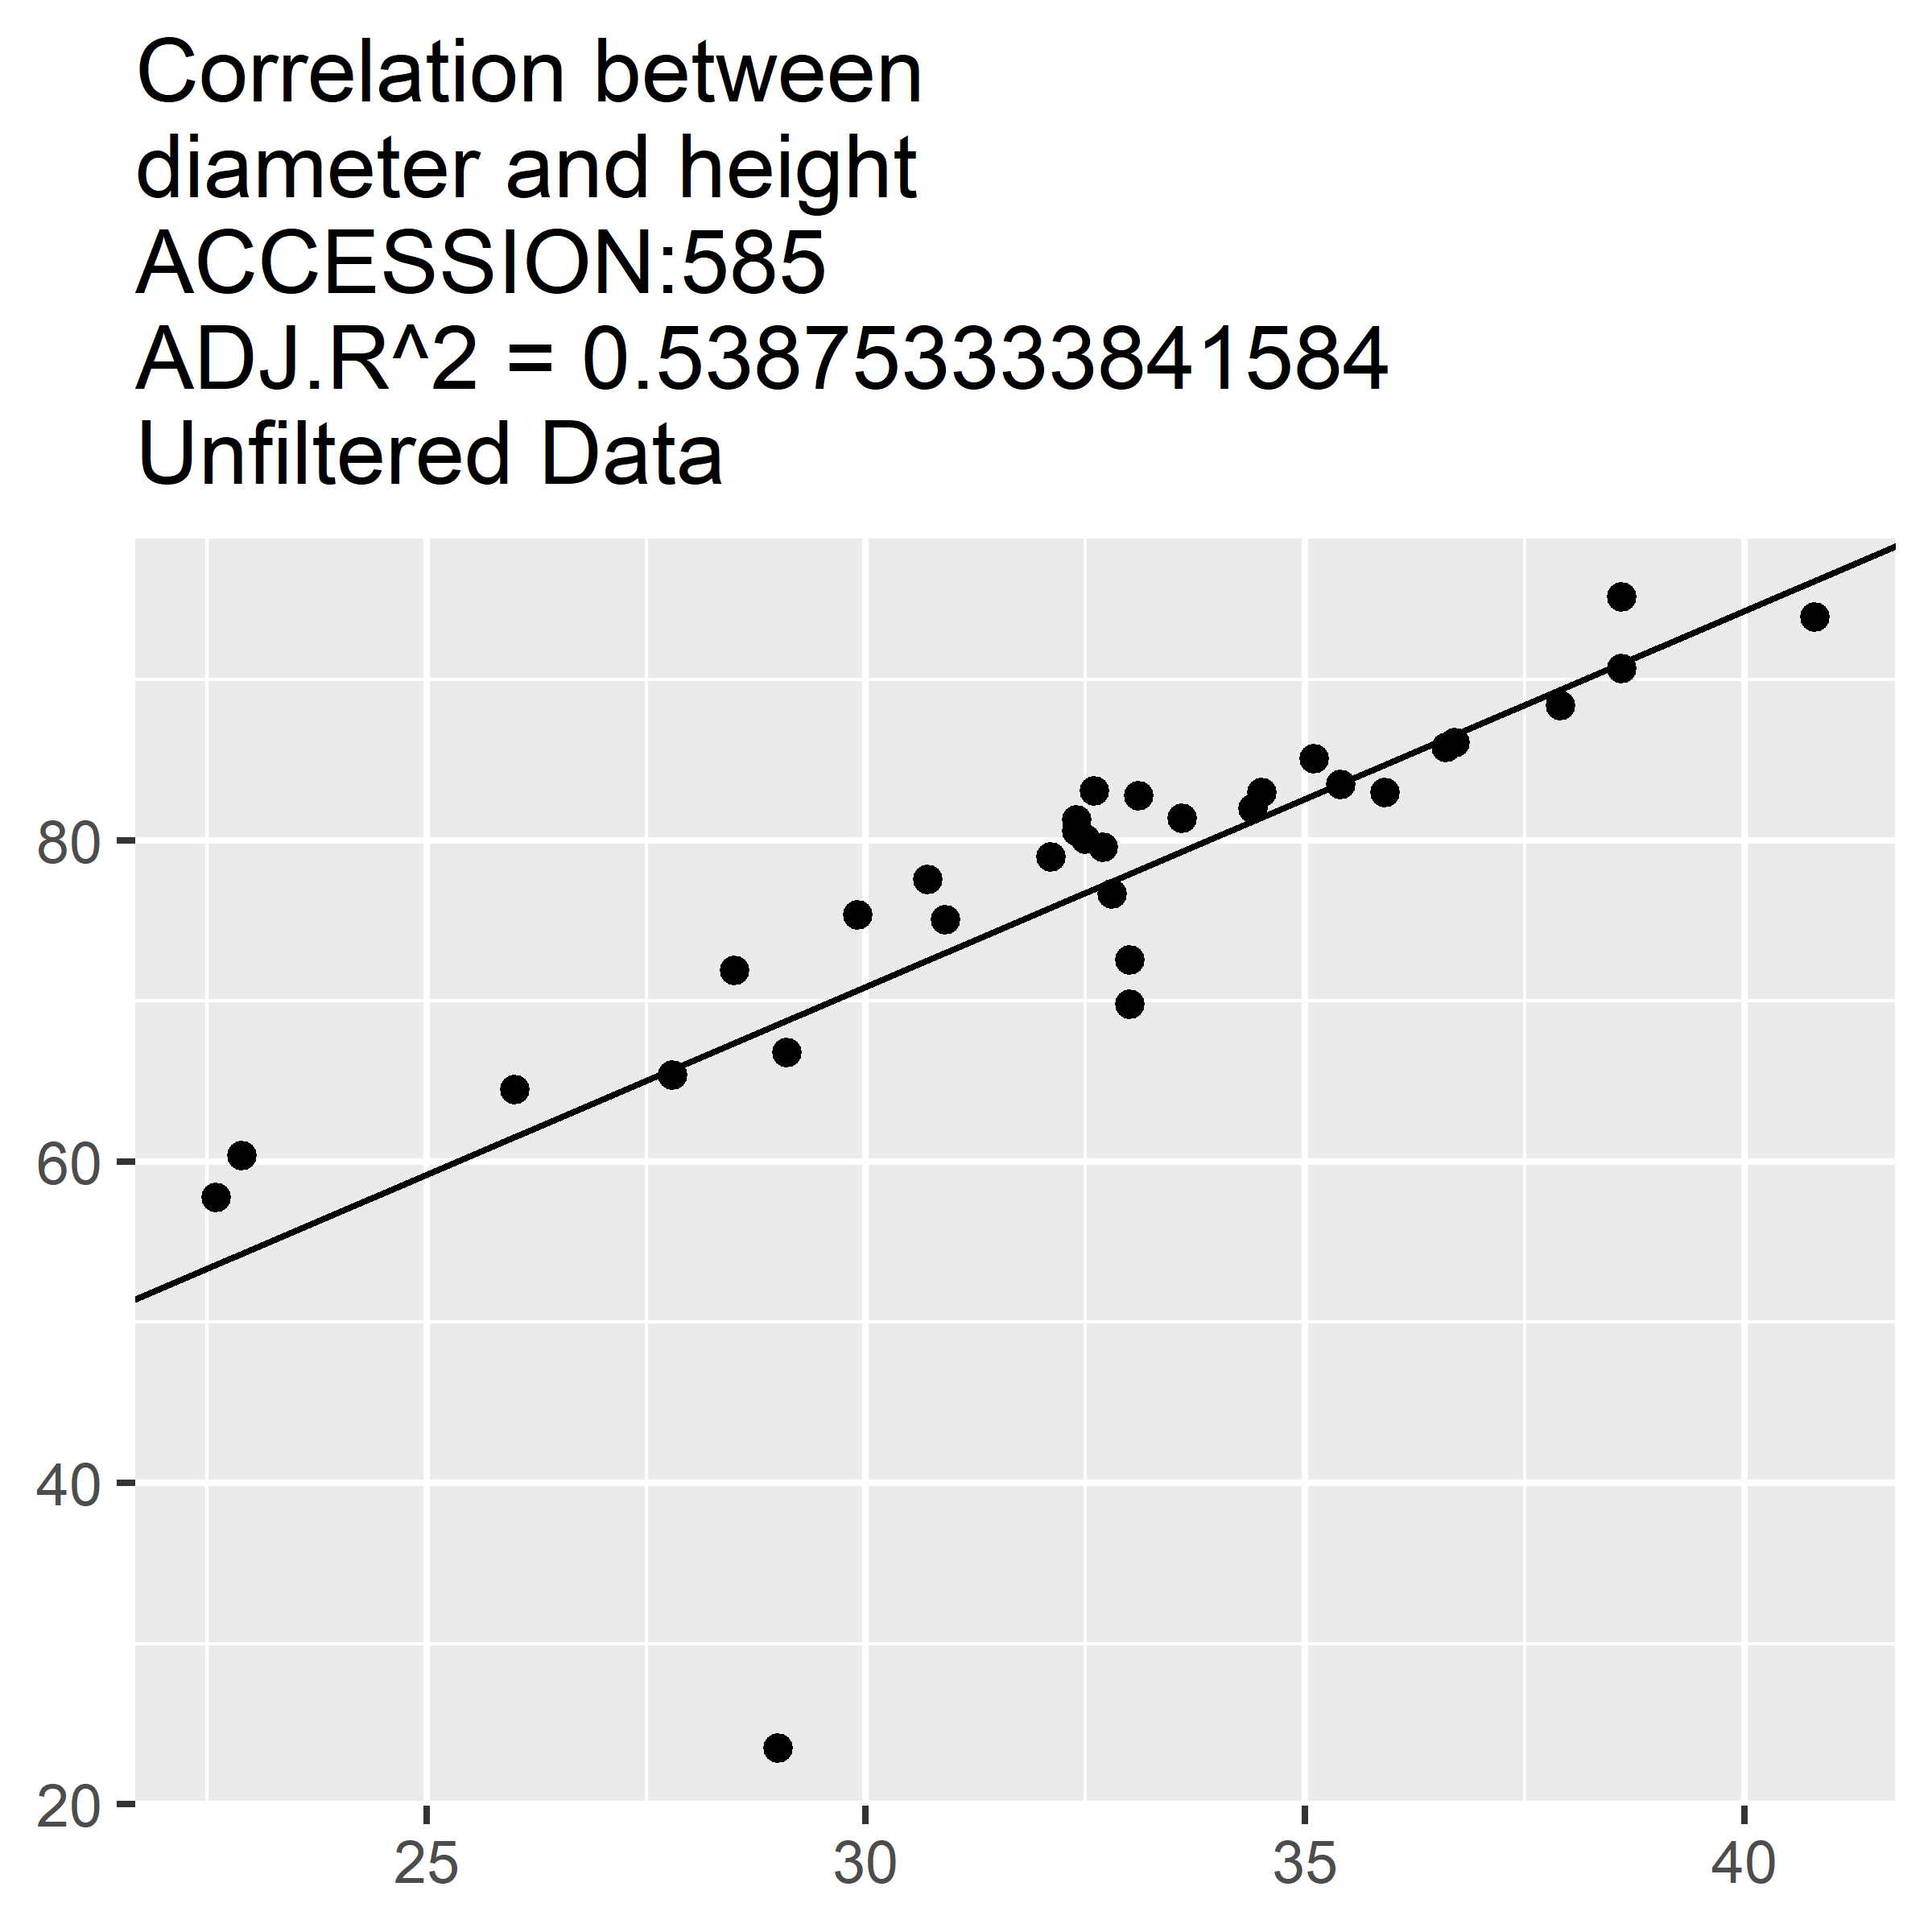 Correlation between
diameter and height
ACCESSION:585
ADJ.R^2 = 0.538753333841584
Unfiltered Data
80
60
40
20
25 30 35 40